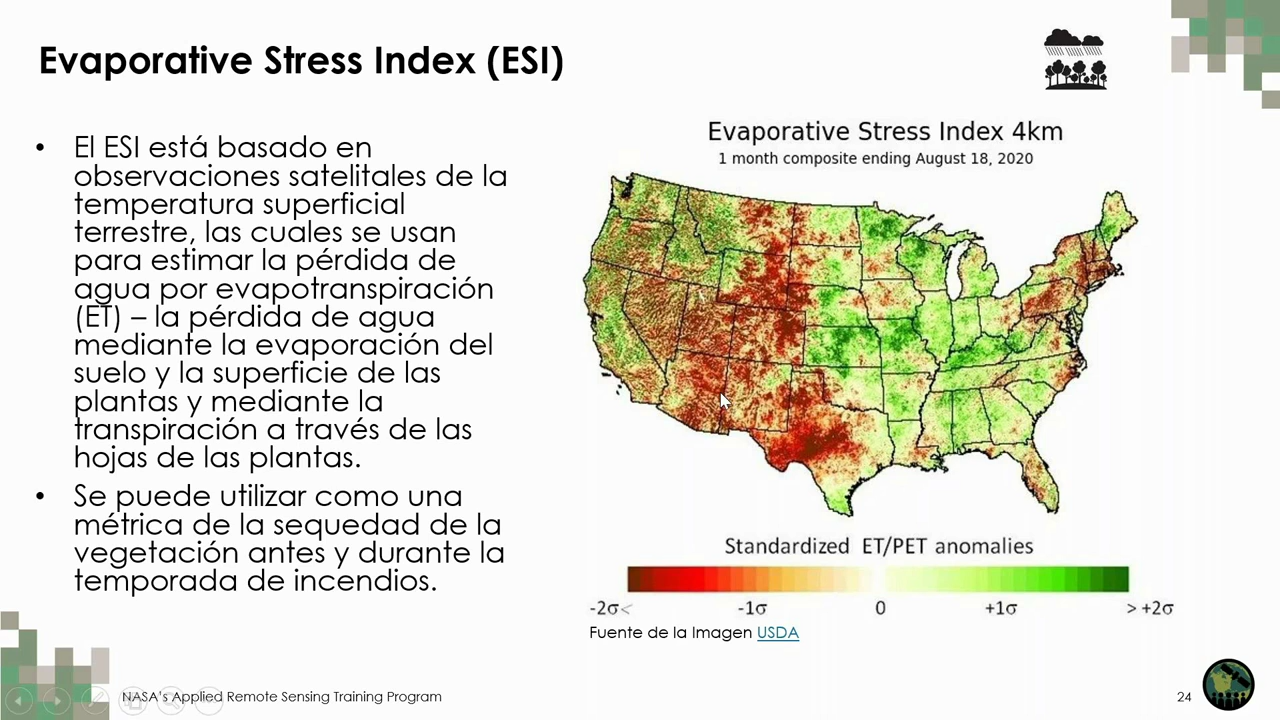 Evaporative Stress Index (ESI)
• El ESI está basado en
observaciones satelitales de la
temperatura superficial
terrestre, las cuales se usan
para estimar la pérdida de
agua por evapotranspiración
(ET) – la pérdida de agua
mediante la evaporación del
suelo y la superficie de las
plantas y mediante la
transpiración a través de las
hojas de las plantas.
• Se puede utilizar como una
métrica de la sequedad de la
vegetación antes y durante la
temporada de incendios.
Evaporative Stress Index 4km
1 month composite ending August 18, 2020
Standardized ET/PET anomalies
-2σ< -1σ 0 +1σ > +2σ
Fuente de la Imagen USDA
NASA's Applied Remote Sensing Training Program
24